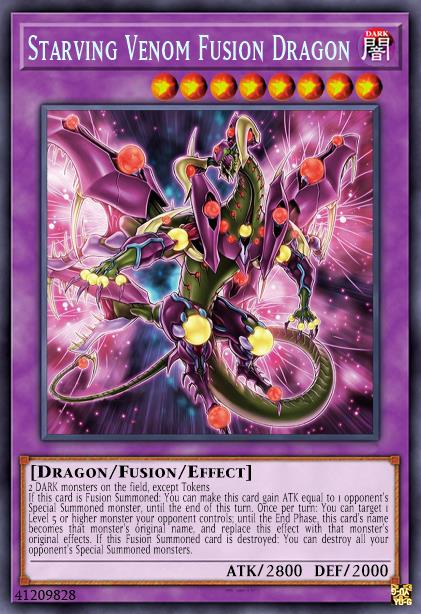 STARVING VENOM FUSION DRAGON
DARK
闇
[DRAGON/FUSION/EFFECT]
2 DARK monsters on the field, except Tokens
If this card is Fusion Summoned: You can make this card gain ATK equal to 1 opponent's
Special Summoned monster, until the end of this turn. Once per turn: You can target 1
Level 5 or higher monster your opponent controls; until the End Phase, this card's name
becomes that monster's original name, and replace this effect with that monster's
original effects. If this Fusion Summoned card is destroyed: You can destroy all your
opponent's Special Summoned monsters.
ATK/2800 DEF/2000
41209828